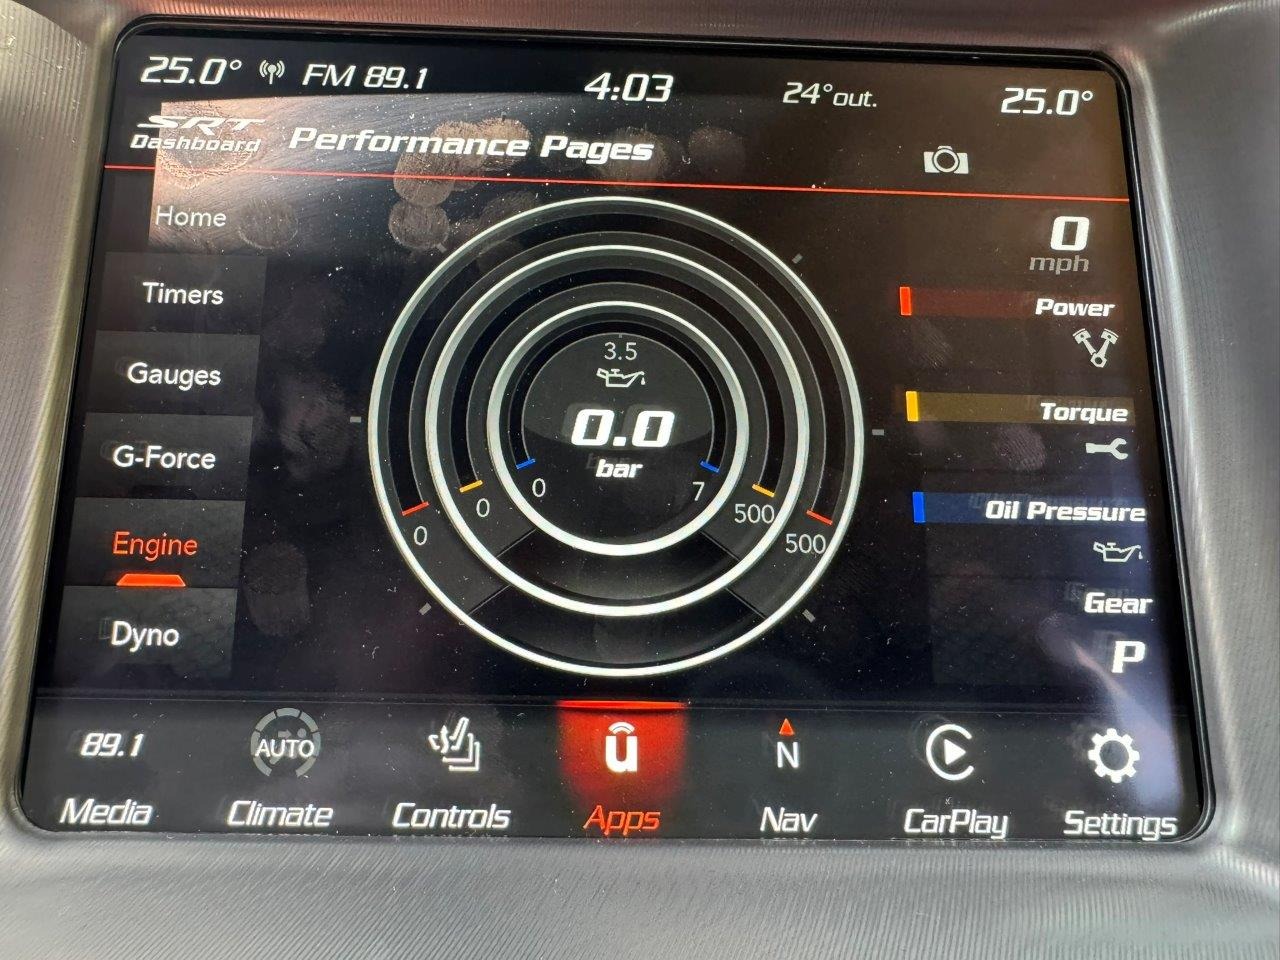 25.0° FM 89.1 4:03 24°out. 25.0°
SRT
Dashboard
Performance Pages
Home
Timers
Gauges
G-Force
Engine
Dyno
3.5
0.0
bar
0 7
0 500
0 500
0
mph
Power
Torque
Oil Pressure
Gear
P
89.1 AUTO ū N
Media Climate Controls Apps Nav CarPlay Settings